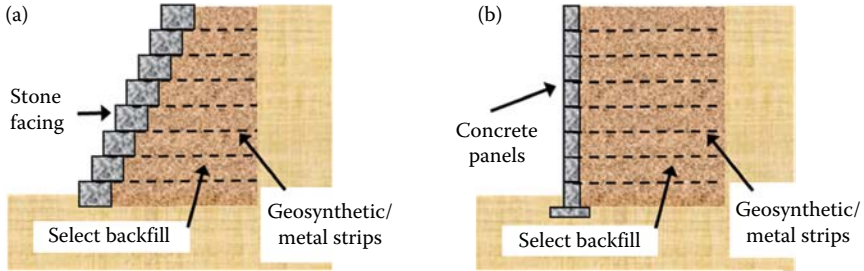 (a)
Stone
facing
Select backfill
Geosynthetic/
metal strips
(b)
Concrete
panels
Select backfill
Geosynthetic/
metal strips